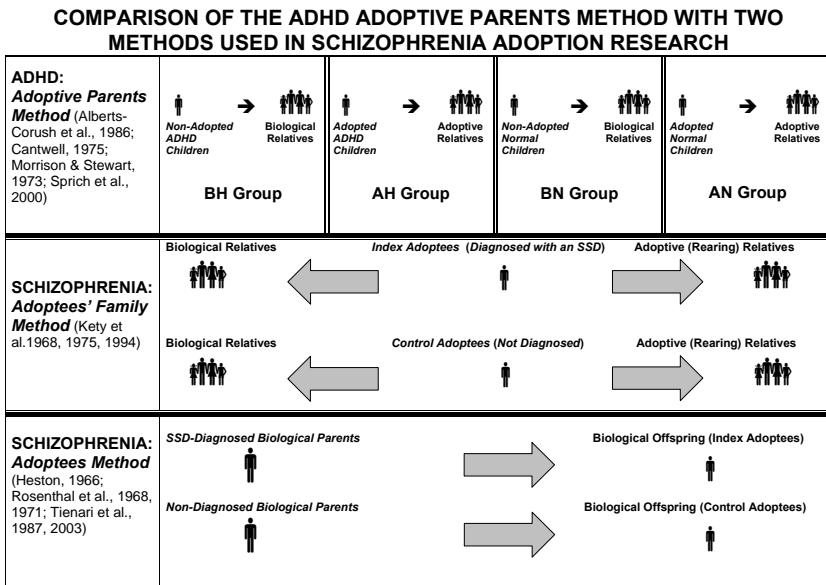 COMPARISON OF THE ADHD ADOPTIVE PARENTS METHOD WITH TWO
METHODS USED IN SCHIZOPHRENIA ADOPTION RESEARCH
ADHD:
Adoptive Parents
Method (Alberts-
Corush et al., 1986;
Cantwell, 1975;
Morrison & Stewart,
1973; Sprich et al.,
2000)
Non-Adopted
ADHD
Children
Biological
Relatives
BH Group
Adopted
ADHD
Children
Adoptive
Relatives
AH Group
Non-Adopted
Normal
Children
Biological
Relatives
BN Group
Adopted
Normal
Children
Adoptive
Relatives
AN Group
SCHIZOPHRENIA:
Adoptees' Family
Method (Kety et
al.1968, 1975, 1994)
Biological Relatives
Index Adoptees (Diagnosed with an SSD)
Adoptive (Rearing) Relatives
Biological Relatives
Control Adoptees (Not Diagnosed)
Adoptive (Rearing) Relatives
SCHIZOPHRENIA:
Adoptees Method
(Heston, 1966;
Rosenthal et al., 1968,
1971; Tienari et al.,
1987, 2003)
SSD-Diagnosed Biological Parents
Biological Offspring (Index Adoptees)
Non-Diagnosed Biological Parents
Biological Offspring (Control Adoptees)